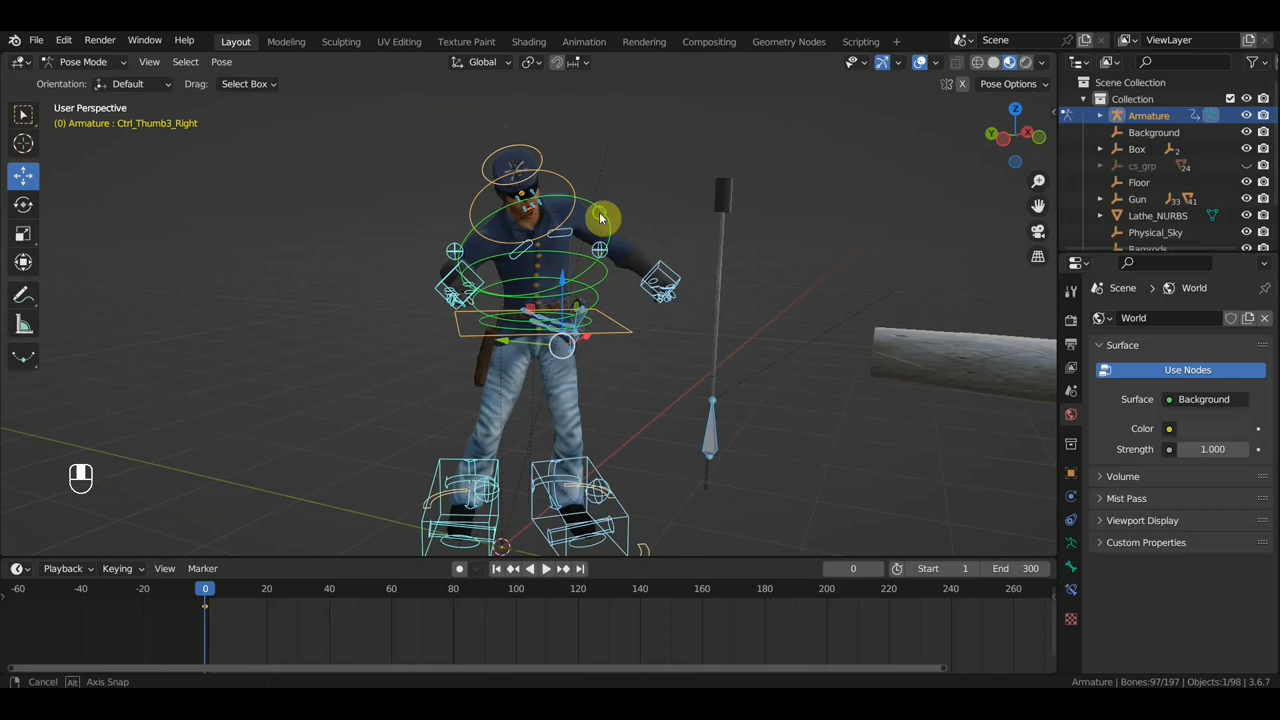 File Edit Render Window Help Layout Modeling Sculpting UV Editing Texture Paint Shading Animation Rendering Compositing Geometry Nodes Scripting + Scene ViewLayer
Pose Mode View Select Pose Global
Orientation: Default Drag: Select Box X Pose Options
User Perspective
(0) Armature : Ctrl_Thumb3_Right
Z
Y
X
Scene Collection
Collection
Armature
Background
Box 2
cs_grp 24
Floor
Gun 33 41
Lathe_NURBS
Physical_Sky
Scene > World
World
Surface
Use Nodes
Surface Background
Color
Strength 1.000
Volume
Mist Pass
Viewport Display
Custom Properties
Playback Keying View Marker 0 Start 1 End 300
-60 -40 -20 0 20 40 60 80 100 120 140 160 180 200 220 240 260
Cancel Alt Axis Snap Armature | Bones:97/197 | Objects:1/98 | 3.6.7